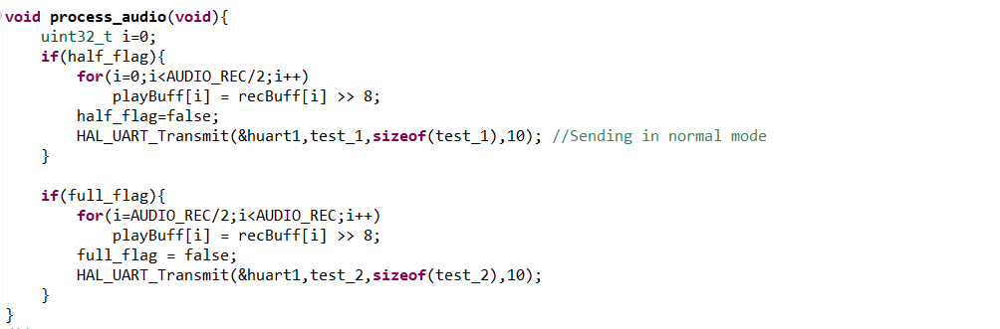 void process_audio(void){
    uint32_t i=0;
    if(half_flag){
        for(i=0;i<AUDIO_REC/2;i++)
            playBuff[i] = recBuff[i] >> 8;
        half_flag=false;
        HAL_UART_Transmit(&huart1,test_1,sizeof(test_1),10); //Sending in normal mode
    }

    if(full_flag){
        for(i=AUDIO_REC/2;i<AUDIO_REC;i++)
            playBuff[i] = recBuff[i] >> 8;
        full_flag = false;
        HAL_UART_Transmit(&huart1,test_2,sizeof(test_2),10);
    }
}